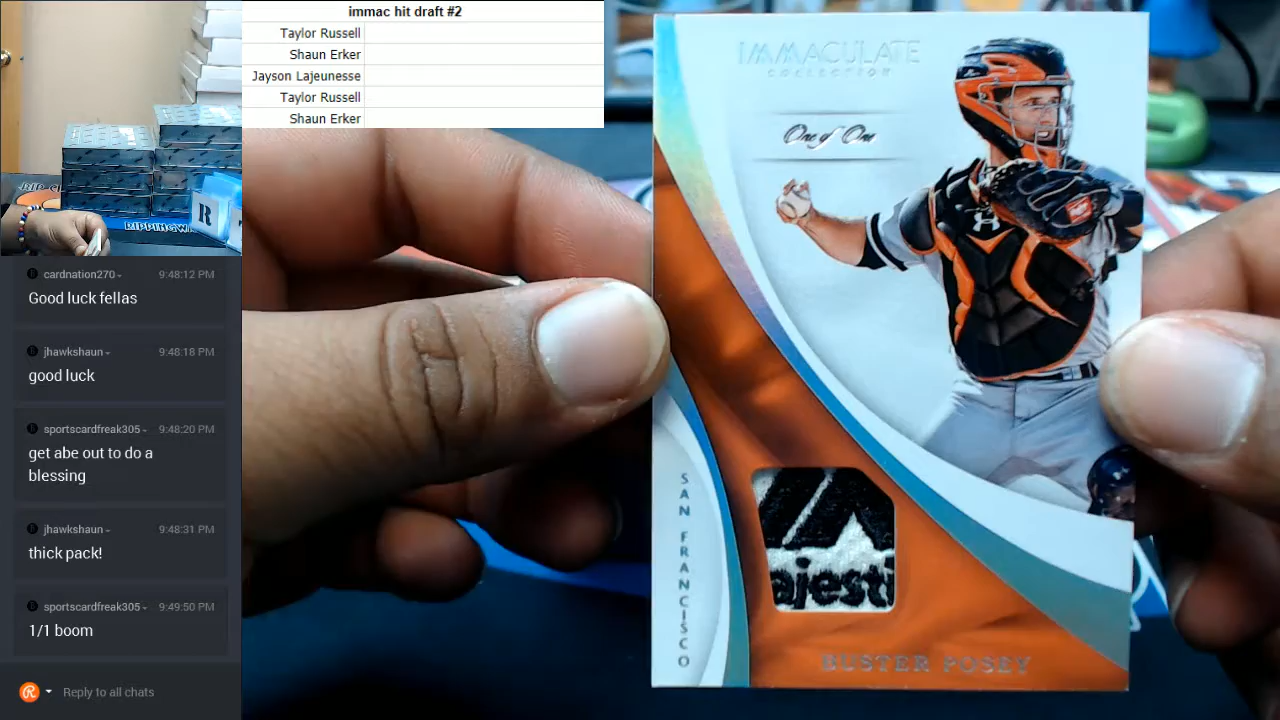 immac hit draft #2
Taylor Russell
Shaun Erker
Jayson Lajeunesse
Taylor Russell
Shaun Erker
R
RIPPINGW
cardnation270
9:48:12 PM
Good luck fellas
jhawkshaun
9:48:18 PM
good luck
sportscardfreak305
9:48:20 PM
get abe out to do a
blessing
jhawkshaun
9:48:31 PM
thick pack!
sportscardfreak305
9:49:50 PM
1/1 boom
Reply to all chats
IMMACULATE
COLLECTION
One of One
SAN FRANCISCO
ajesti
BUSTER POSEY